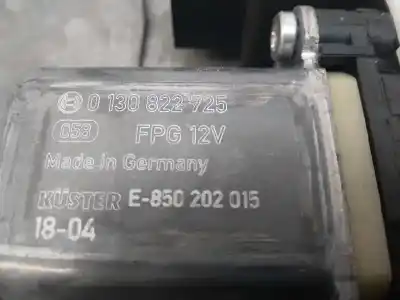 0 130 822 725
058 FPG 12V
Made in Germany
KÜSTER E-850 202 015
18-04